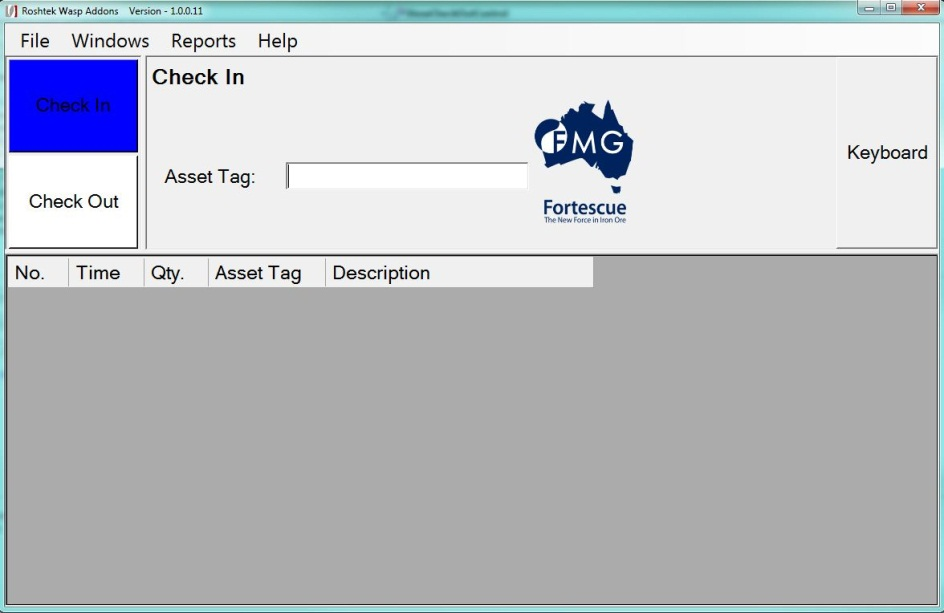 Roshtek Wasp Addons Version - 1.0.0.11
File Windows Reports Help
Check In
Check Out
Check In
Asset Tag:
FMG
Fortescue
The New Force in Iron Ore
Keyboard
No. Time Qty. Asset Tag Description